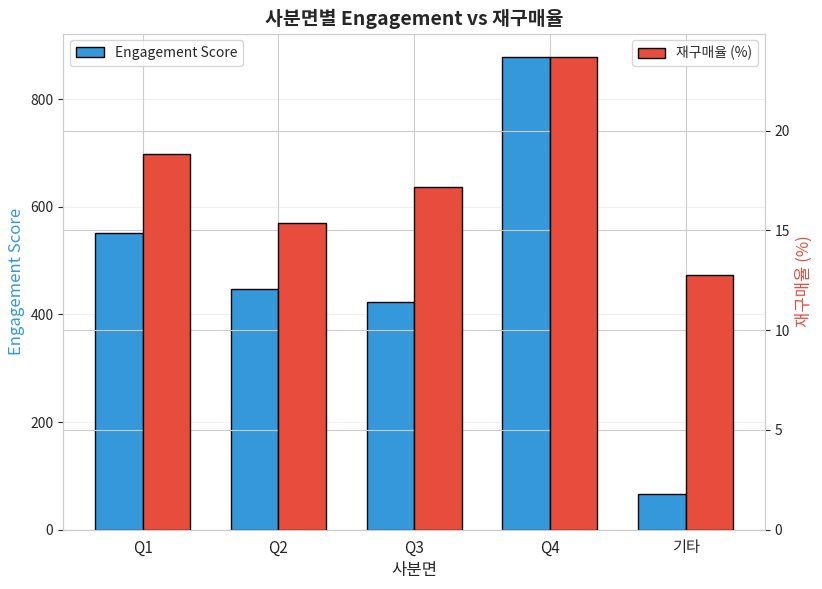 사분면별 Engagement vs 재구매율
Engagement Score
재구매율 (%)
Engagement Score
800
600
400
200
0
재구매율 (%)
20
15
10
5
0
Q1
Q2
Q3
Q4
기타
사분면